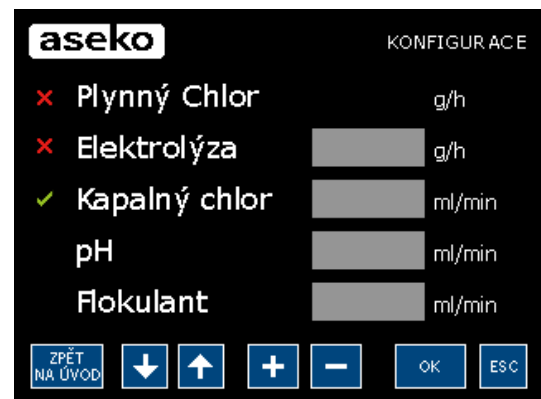 aseko KONFIGURACE
Plynný Chlor g/h
Elektrolýza g/h
Kapalný chlor ml/min
pH ml/min
Flokulant ml/min
ZPĚT
NA ÚVOD OK ESC